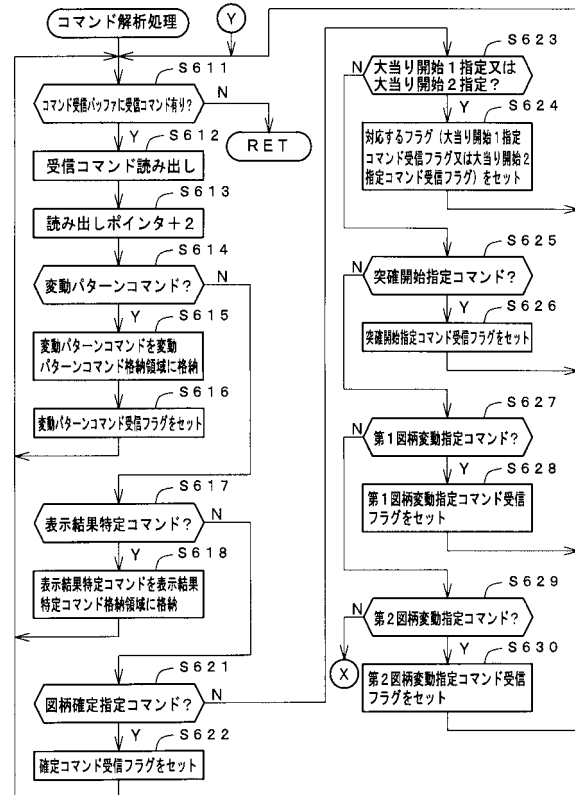 コマンド解析処理
Y
S611
コマンド受信バッファに受信コマンド有り?
N
RET
Y
S612
受信コマンド読み出し
S613
読み出しポインタ+2
S614
変動パターンコマンド?
N
Y
S615
変動パターンコマンドを変動
パターンコマンド格納領域に格納
S616
変動パターンコマンド受信フラグをセット
S617
表示結果特定コマンド?
N
Y
S618
表示結果特定コマンドを表示結果
特定コマンド格納領域に格納
S621
図柄確定指定コマンド?
N
Y
S622
確定コマンド受信フラグをセット
S623
N
大当り開始1指定又は
大当り開始2指定?
Y
S624
対応するフラグ(大当り開始1指定
コマンド受信フラグ又は大当り開始2
指定コマンド受信フラグ)をセット
S625
N
突確開始指定コマンド?
Y
S626
突確開始指定コマンド受信フラグをセット
S627
N
第1図柄変動指定コマンド?
Y
S628
第1図柄変動指定コマンド受信
フラグをセット
S629
N
第2図柄変動指定コマンド?
X
Y
S630
第2図柄変動指定コマンド受信
フラグをセット